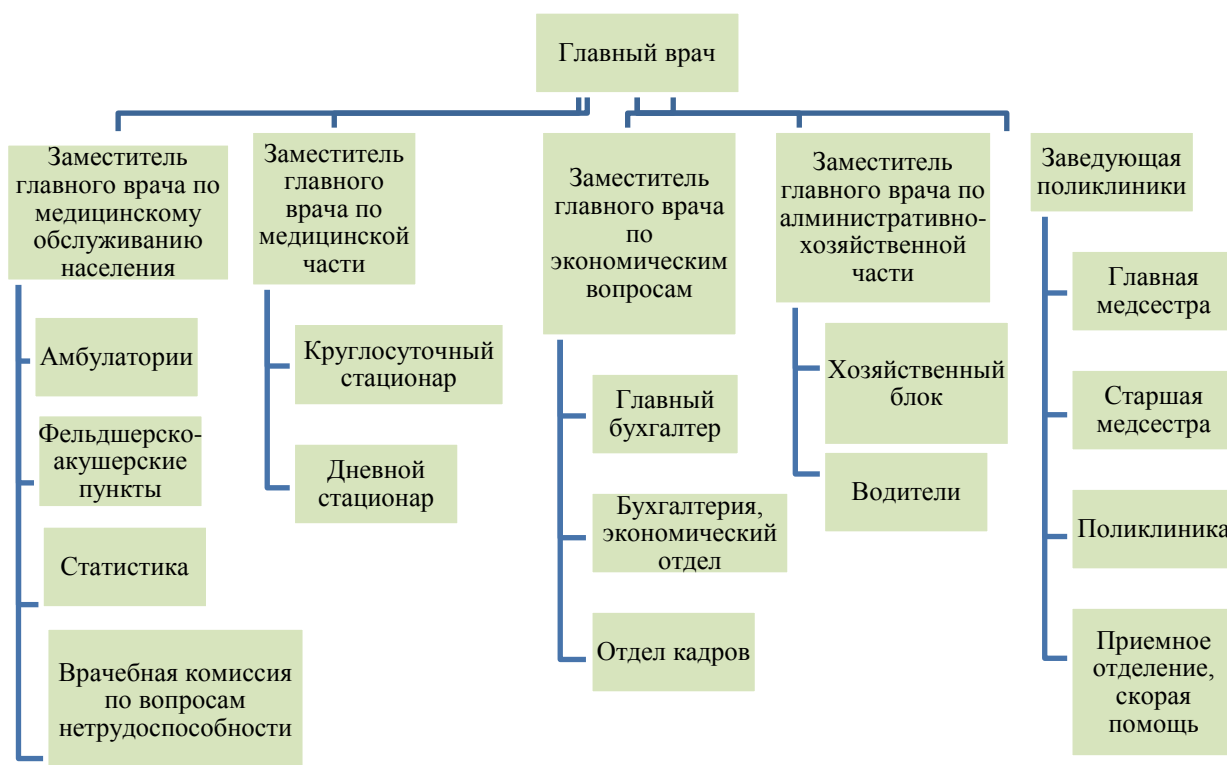 Главный врач
Заместитель
главного врача по
медицинскому
обслуживанию
населения
Амбулатории
Фельдшерско-
акушерские
пункты
Статистика
Врачебная комиссия
по вопросам
нетрудоспособности
Заместитель
главного
врача по
медицинской
части
Круглосуточный
стационар
Дневной
стационар
Заместитель
главного врача
по
экономическим
вопросам
Главный
бухгалтер
Бухгалтерия,
экономический
отдел
Отдел кадров
Заместитель
главного врача по
алминистративно-
хозяйственной
части
Хозяйственный
блок
Водители
Заведующая
поликлиники
Главная
медсестра
Старшая
медсестра
Поликлиника
Приемное
отделение,
скорая
помощь